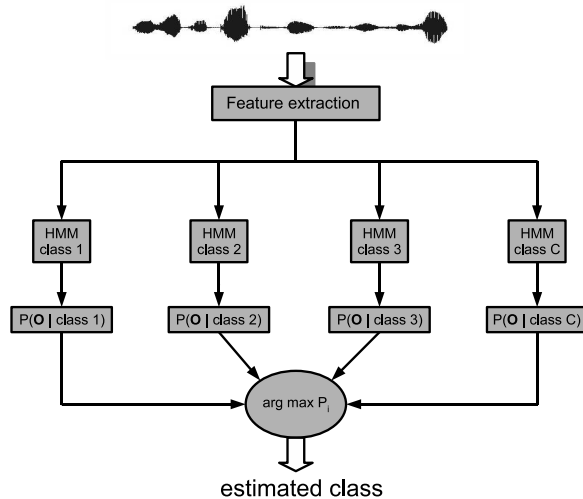 Feature extraction
HMM
class 1
HMM
class 2
HMM
class 3
HMM
class C
P(O | class 1)
P(O | class 2)
P(O | class 3)
P(O | class C)
arg max Pi
estimated class